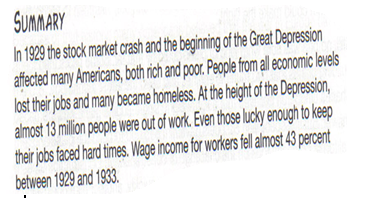 SUMMARY
In 1929 the stock market crash and the beginning of the Great Depression
affected many Americans, both rich and poor. People from all economic levels
lost their jobs and many became homeless. At the height of the Depression,
almost 13 million people were out of work. Even those lucky enough to keep
their jobs faced hard times. Wage income for workers fell almost 43 percent
between 1929 and 1933.